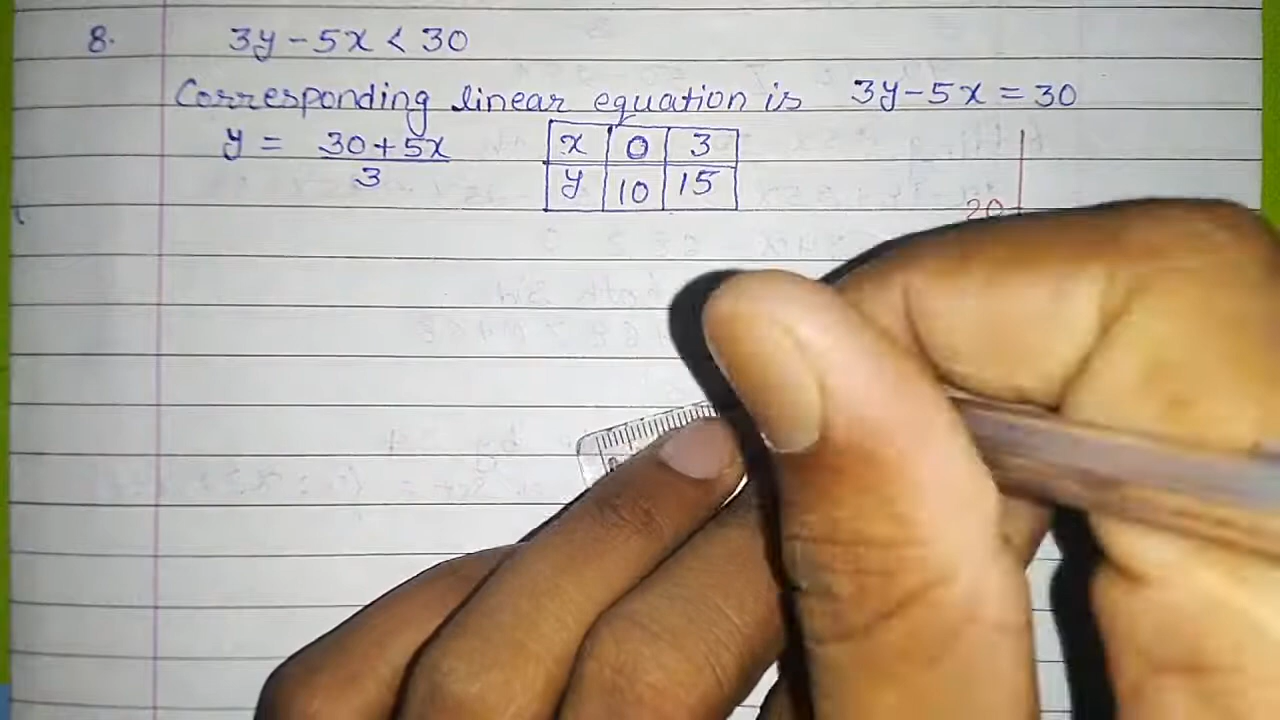 8. 3y - 5x < 30
Corresponding linear equation is 3y - 5x = 30
y = 30 + 5x / 3
x 0 3
y 10 15
20